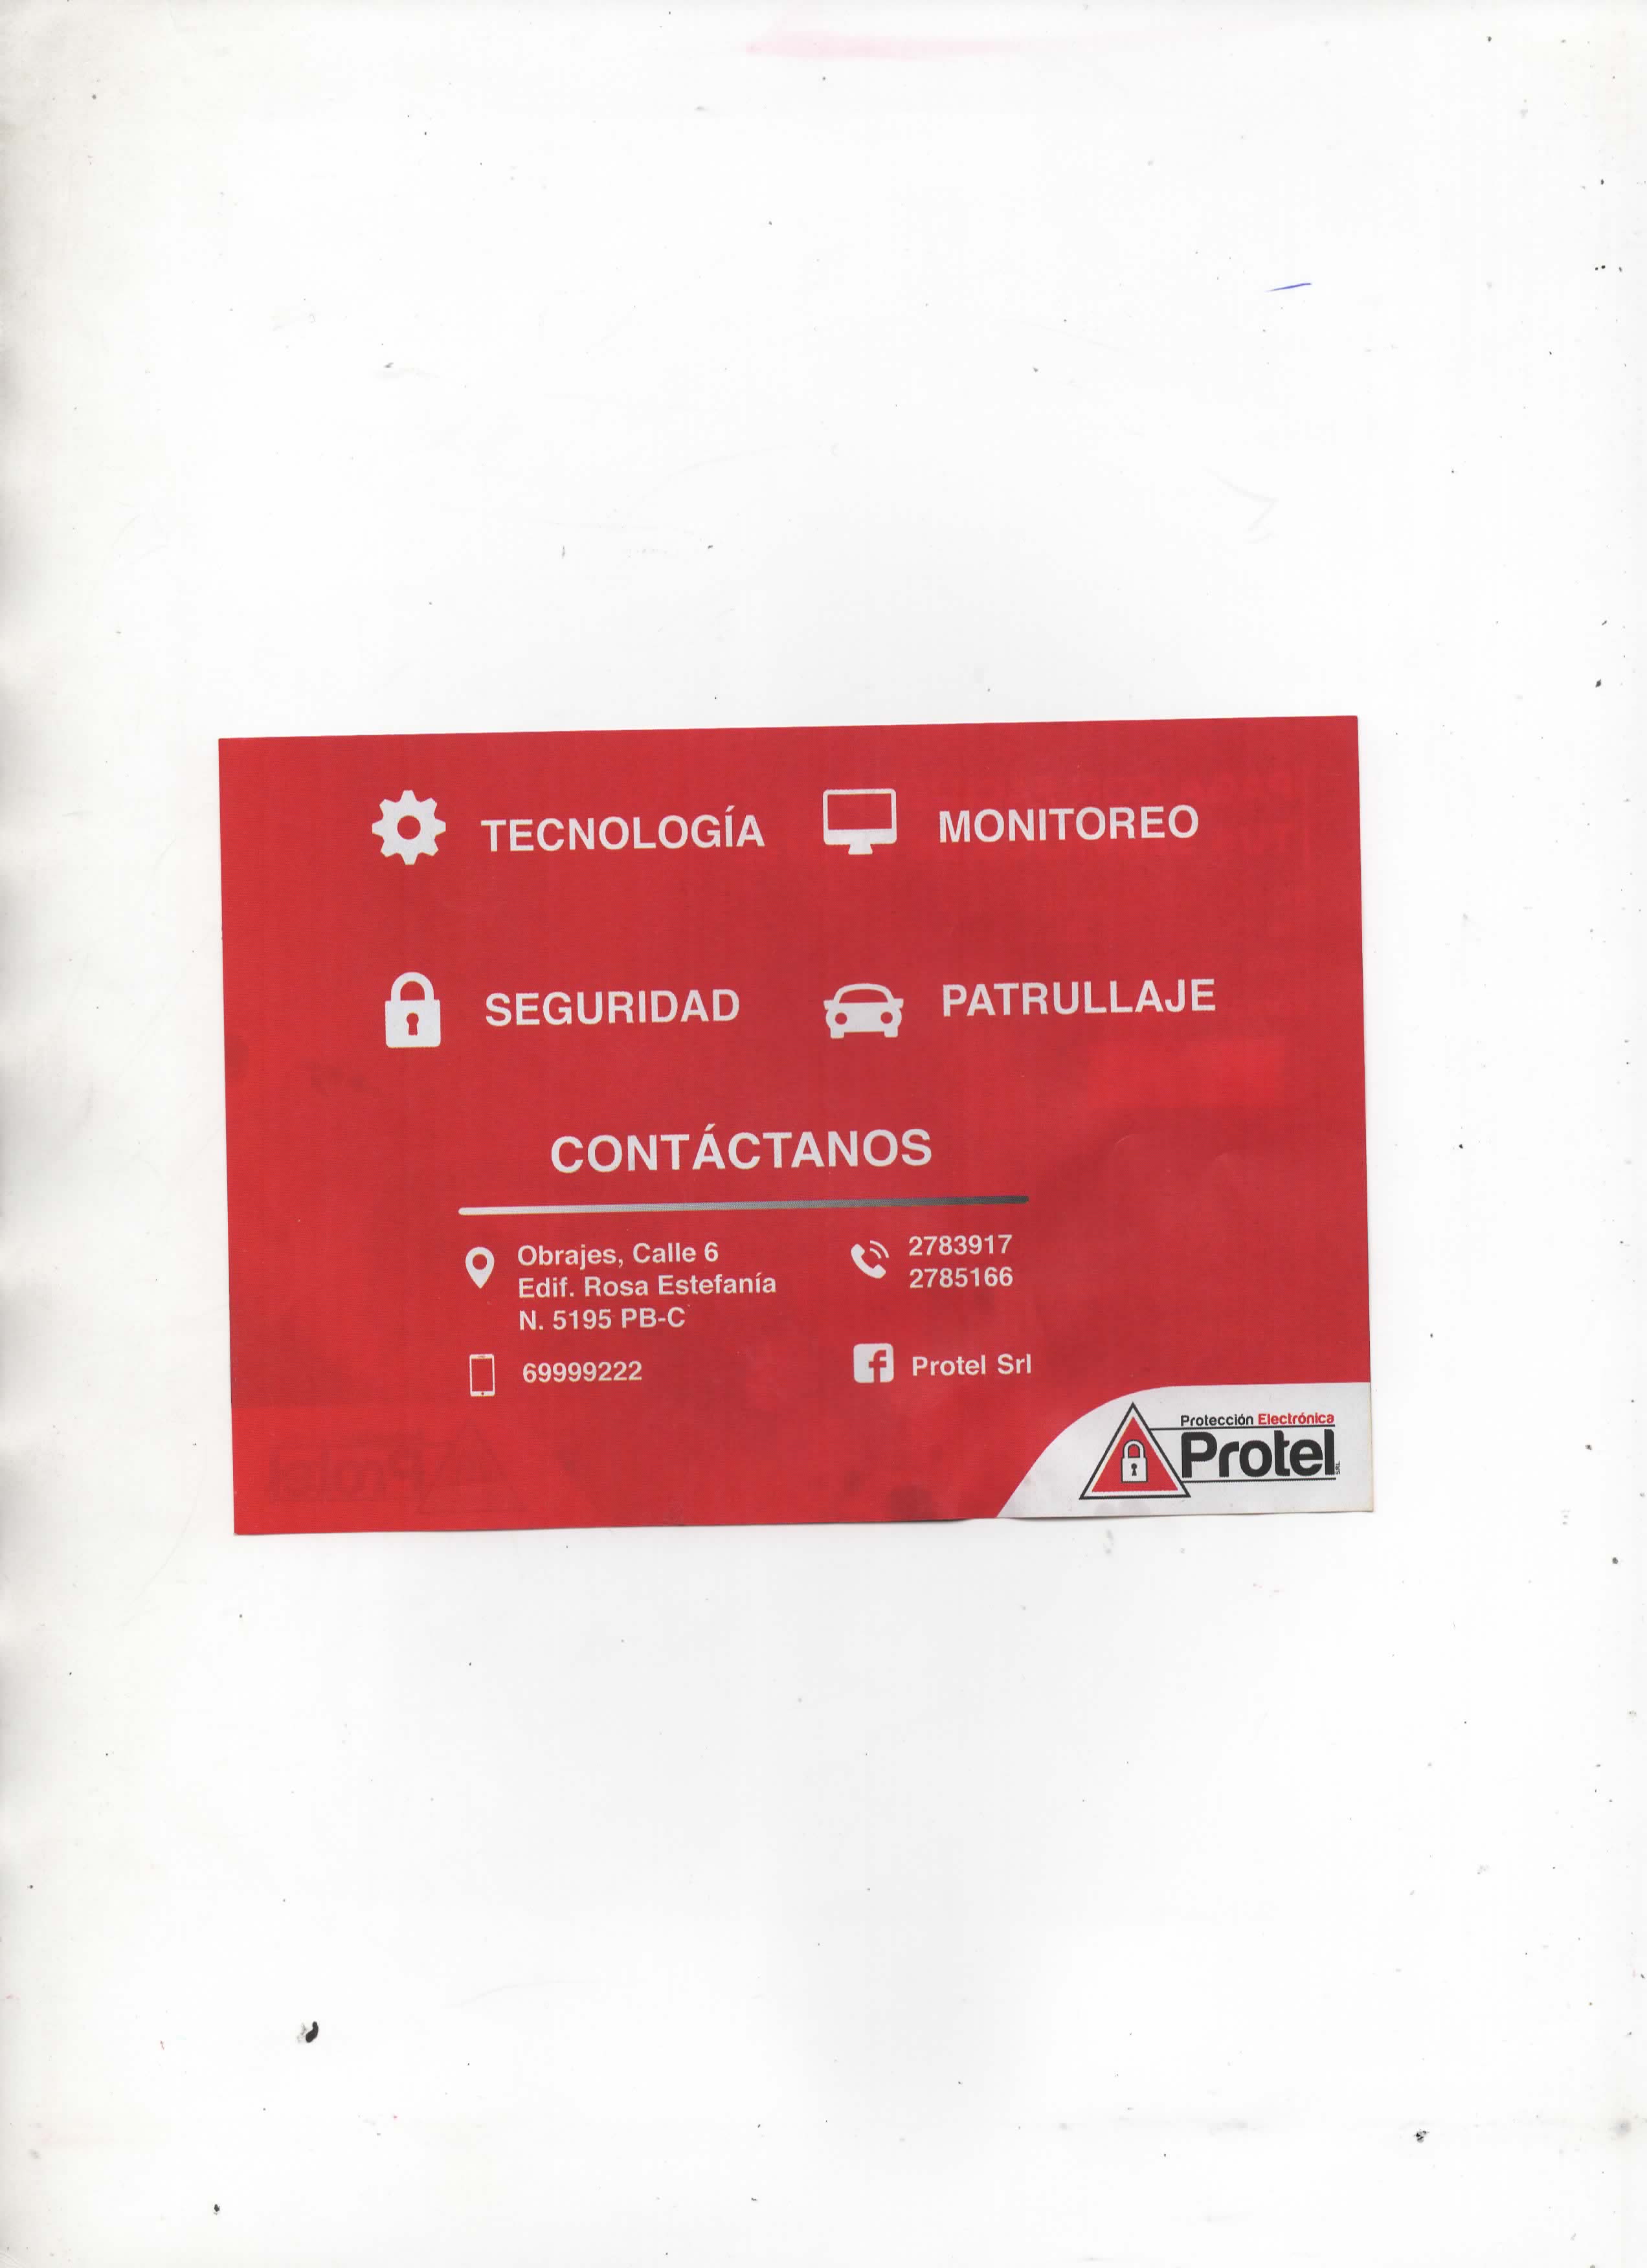 TECNOLOGÍA
MONITOREO
SEGURIDAD
PATRULLAJE
CONTÁCTANOS
Obrajes, Calle 6
Edif. Rosa Estefanía
N. 5195 PB-C
2783917
2785166
69999222
Protel Srl
Protección Electrónica
Protel
SRL